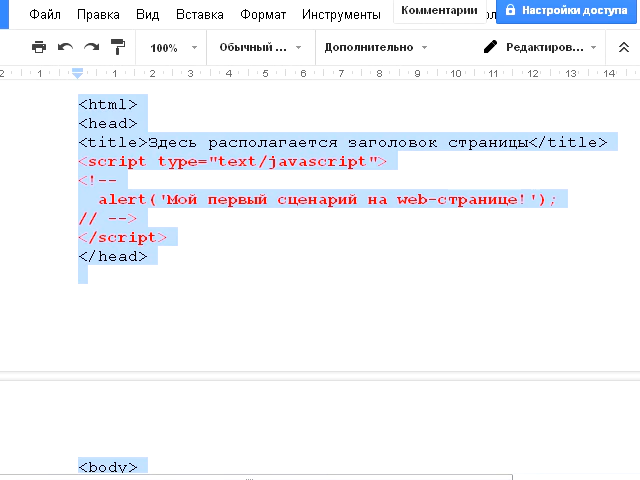 Файл Правка Вид Вставка Формат Инструменты Комментарии Настройки доступа
100% Обычный ... Дополнительно Редактиров...
2 1 1 2 3 4 5 6 7 8 9 10 11 12 13 14
<html>
<head>
<title>Здесь располагается заголовок страницы</title>
<script type="text/javascript">
<!--
alert('Мой первый сценарий на web-странице!');
// -->
</script>
</head>
<body>